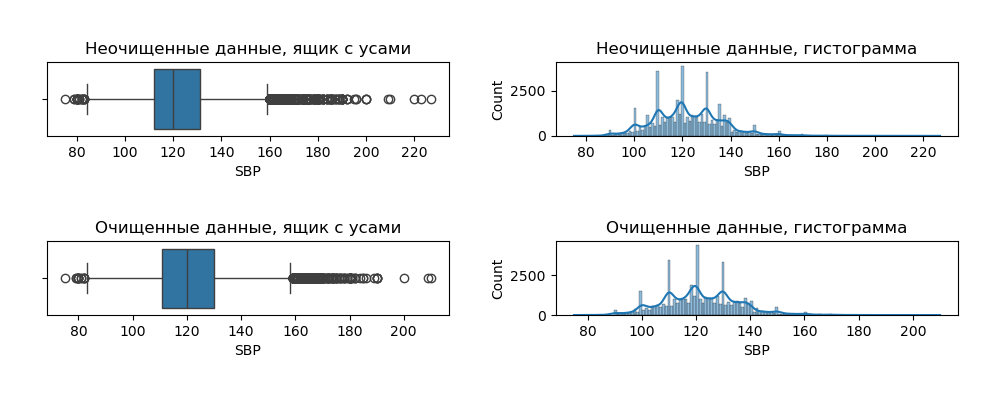 Неочищенные данные, ящик с усами
80 100 120 140 160 180 200 220
SBP
Неочищенные данные, гистограмма
Count
2500
0
80 100 120 140 160 180 200 220
SBP
Очищенные данные, ящик с усами
80 100 120 140 160 180 200
SBP
Очищенные данные, гистограмма
Count
2500
0
80 100 120 140 160 180 200
SBP